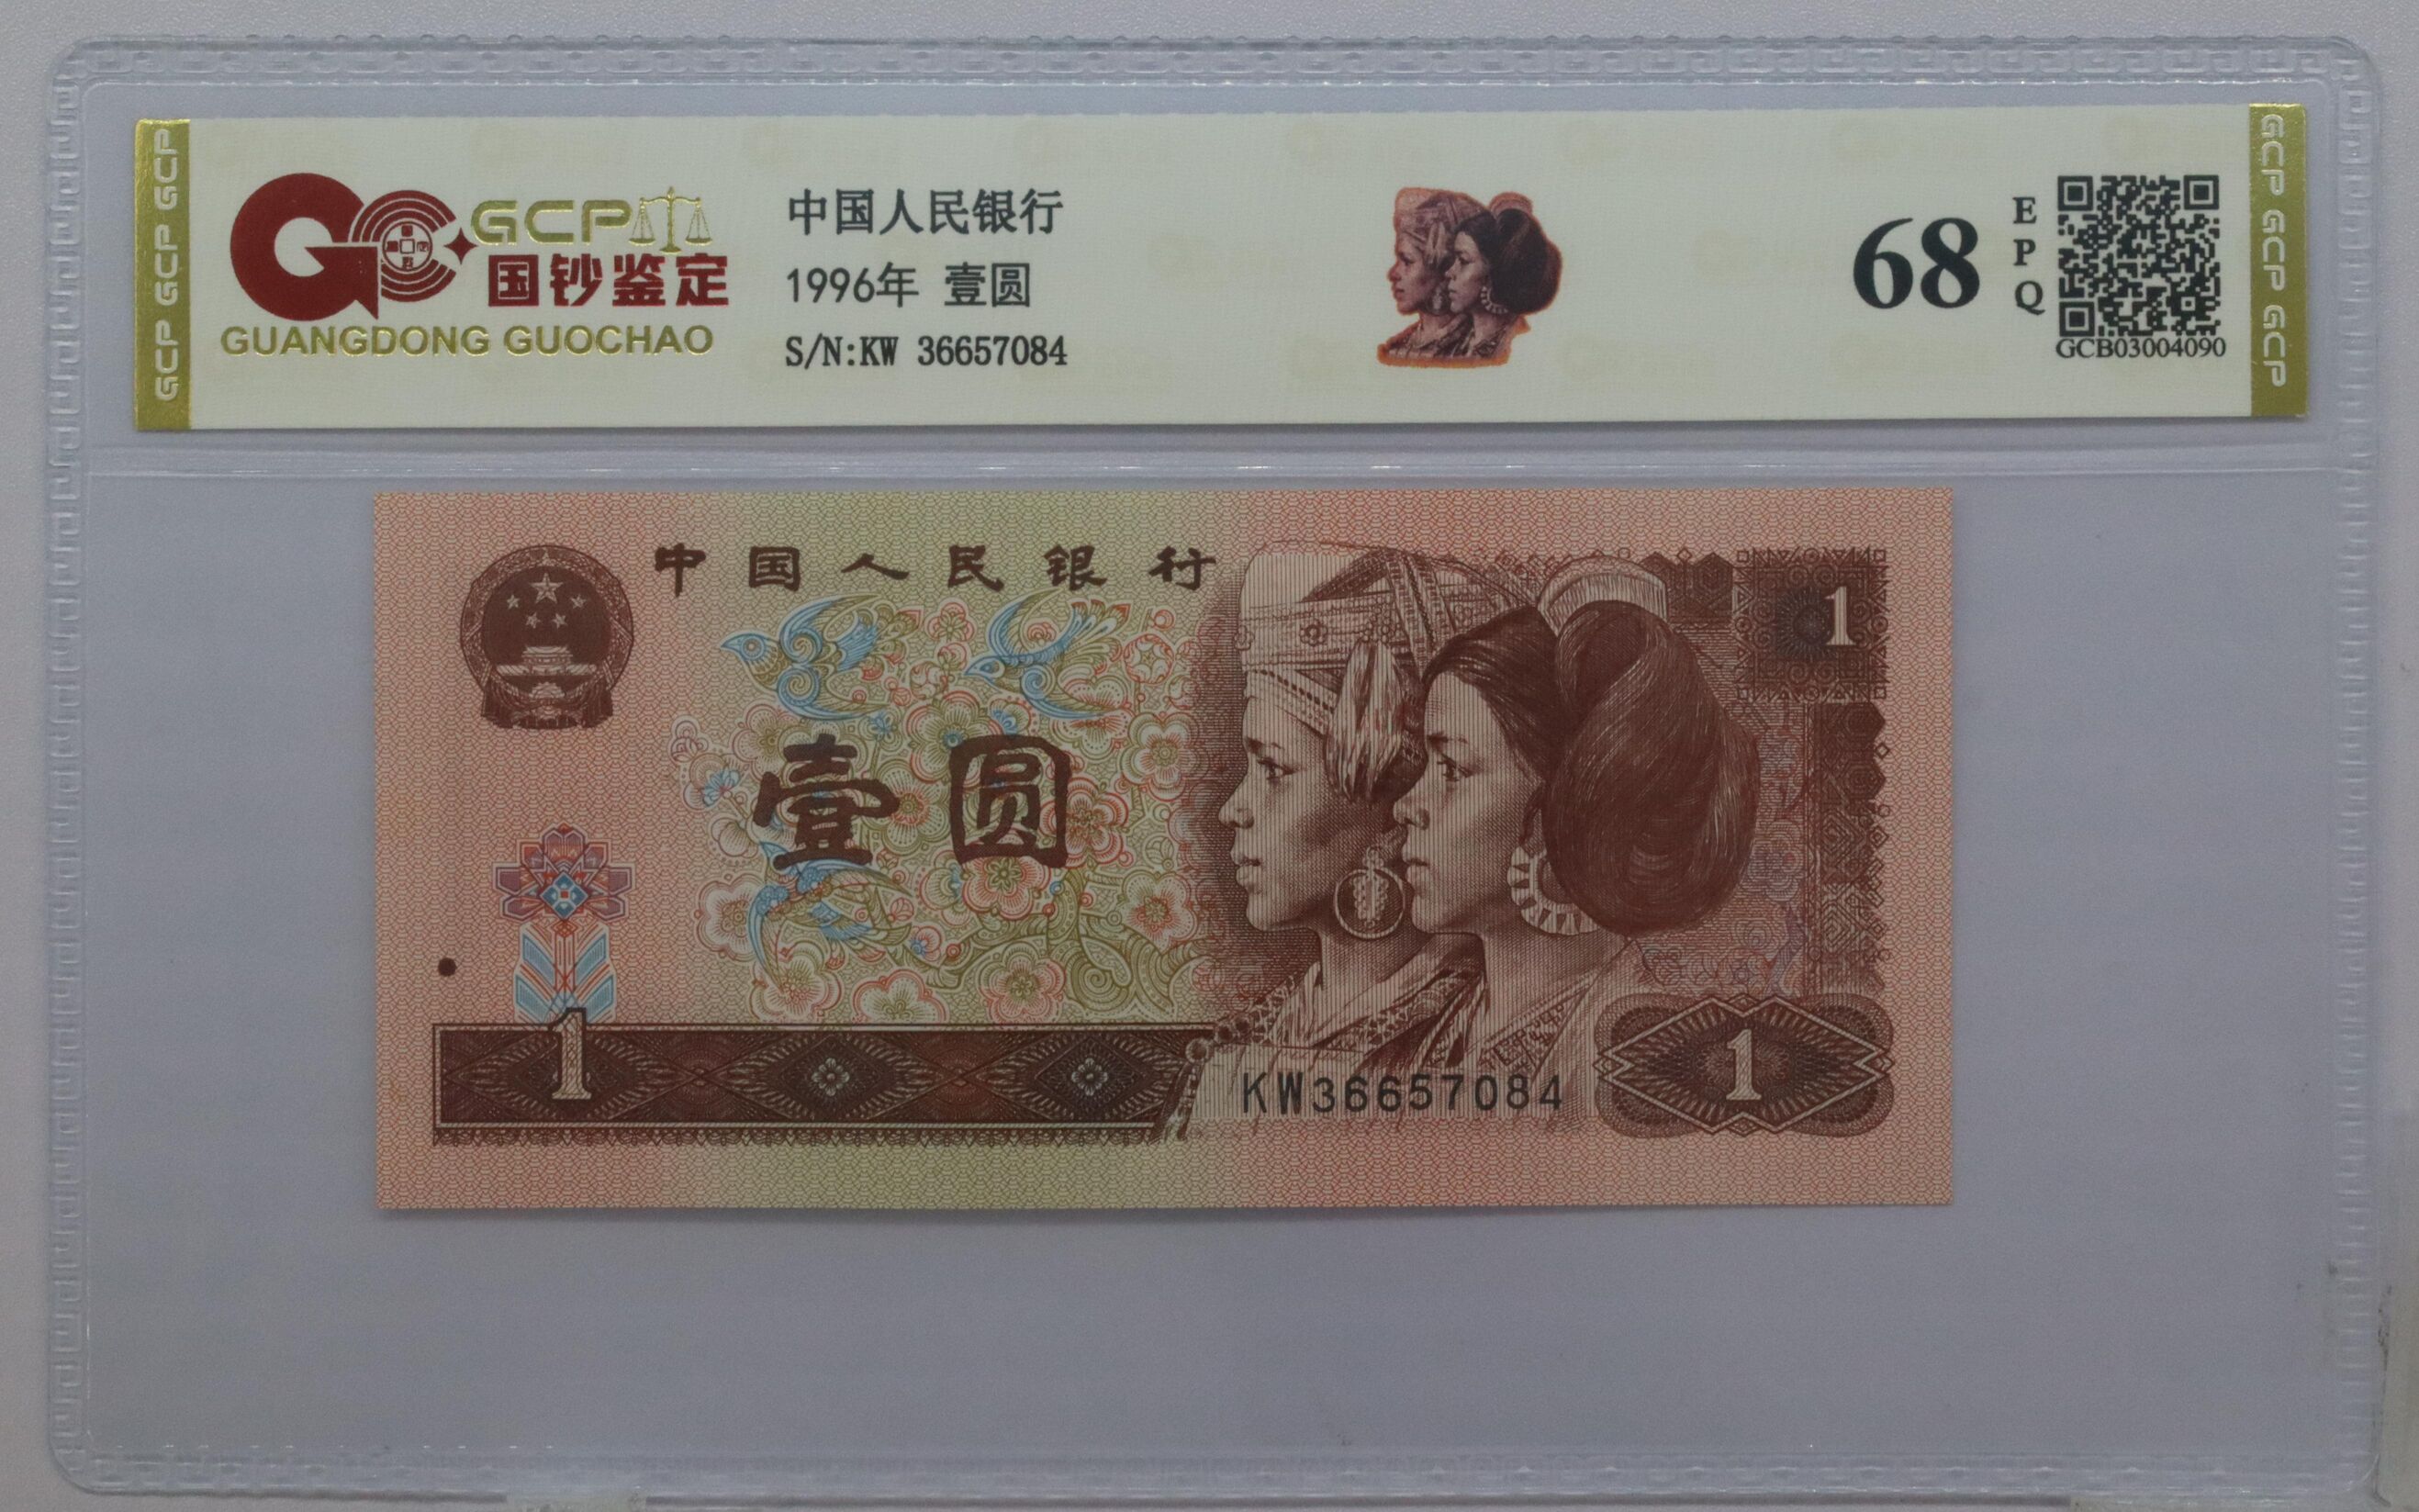 GCP GCP GCP
GCP
国钞鉴定
GUANGDONG GUOCHAO
中国人民银行
1996年 壹圆
S/N:KW 36657084
68
EPQ
GCB03004090
GCP GCP GCP
中国人民银行
1
壹圆
1
KW36657084
1